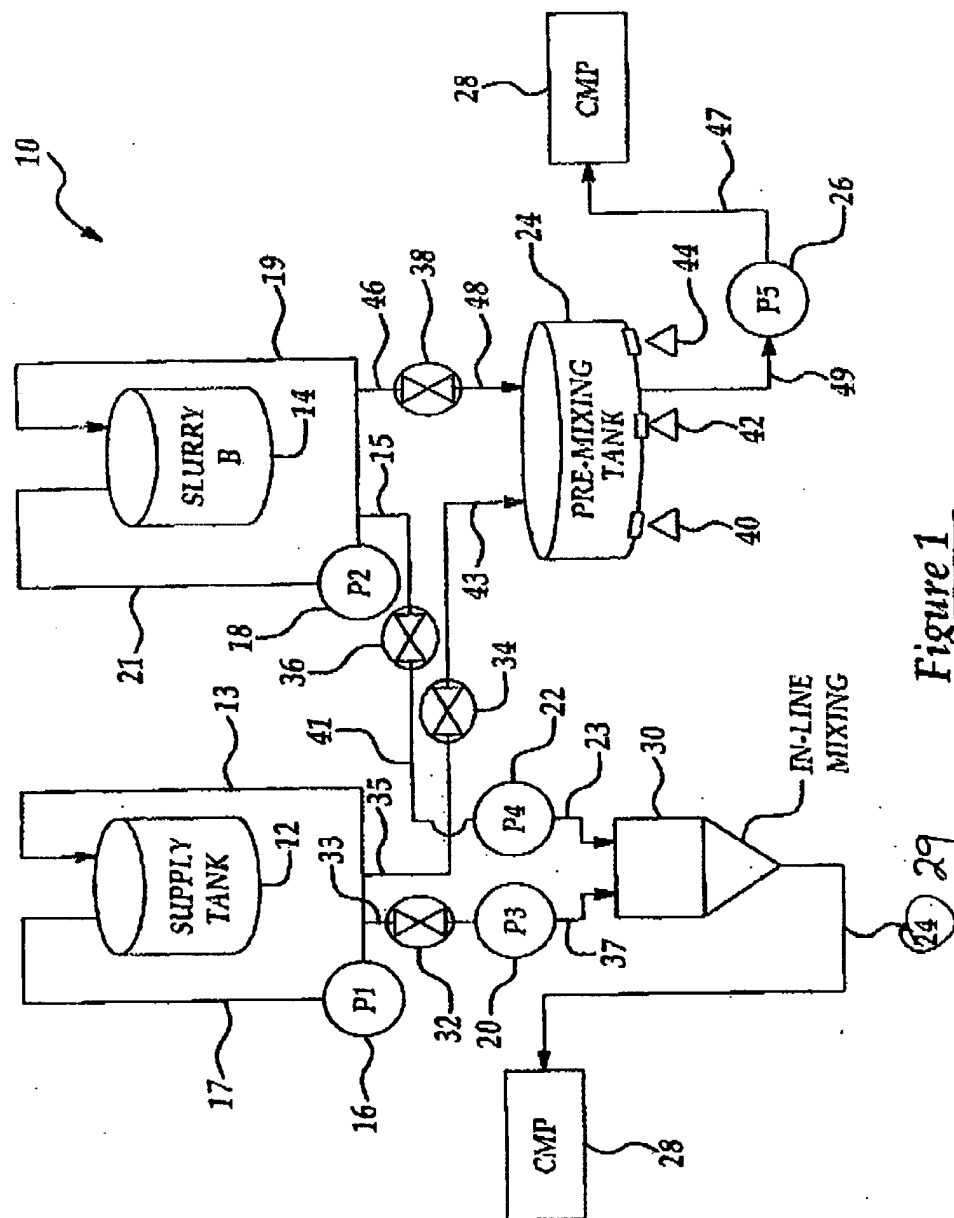 10
17
SUPPLY
TANK
12
13
P1
16
33
35
32
P3
20
37
21
SLURRY
B
14
19
P2
18
15
36
41
34
43
46
38
48
P4
22
23
30
IN-LINE
MIXING
24 29
CMP
28
PRE-MIXING
TANK
24
40
42
44
49
P5
26
47
CMP
28
Figure 1